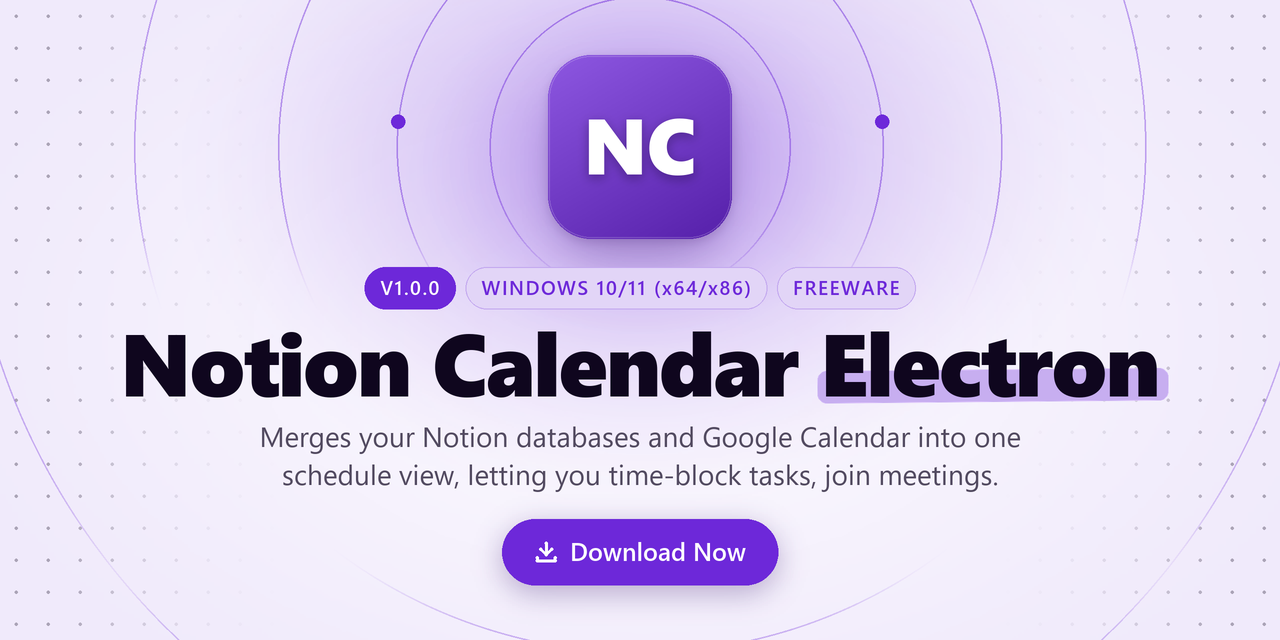 NC
V1.0.0 WINDOWS 10/11 (x64/x86) FREEWARE
Notion Calendar Electron
Merges your Notion databases and Google Calendar into one
schedule view, letting you time-block tasks, join meetings.
Download Now